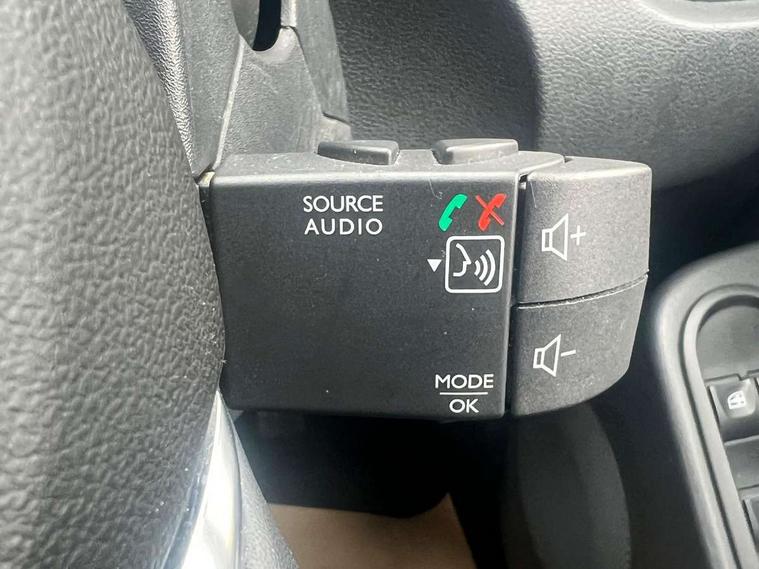 SOURCE
AUDIO
+
-
MODE
OK